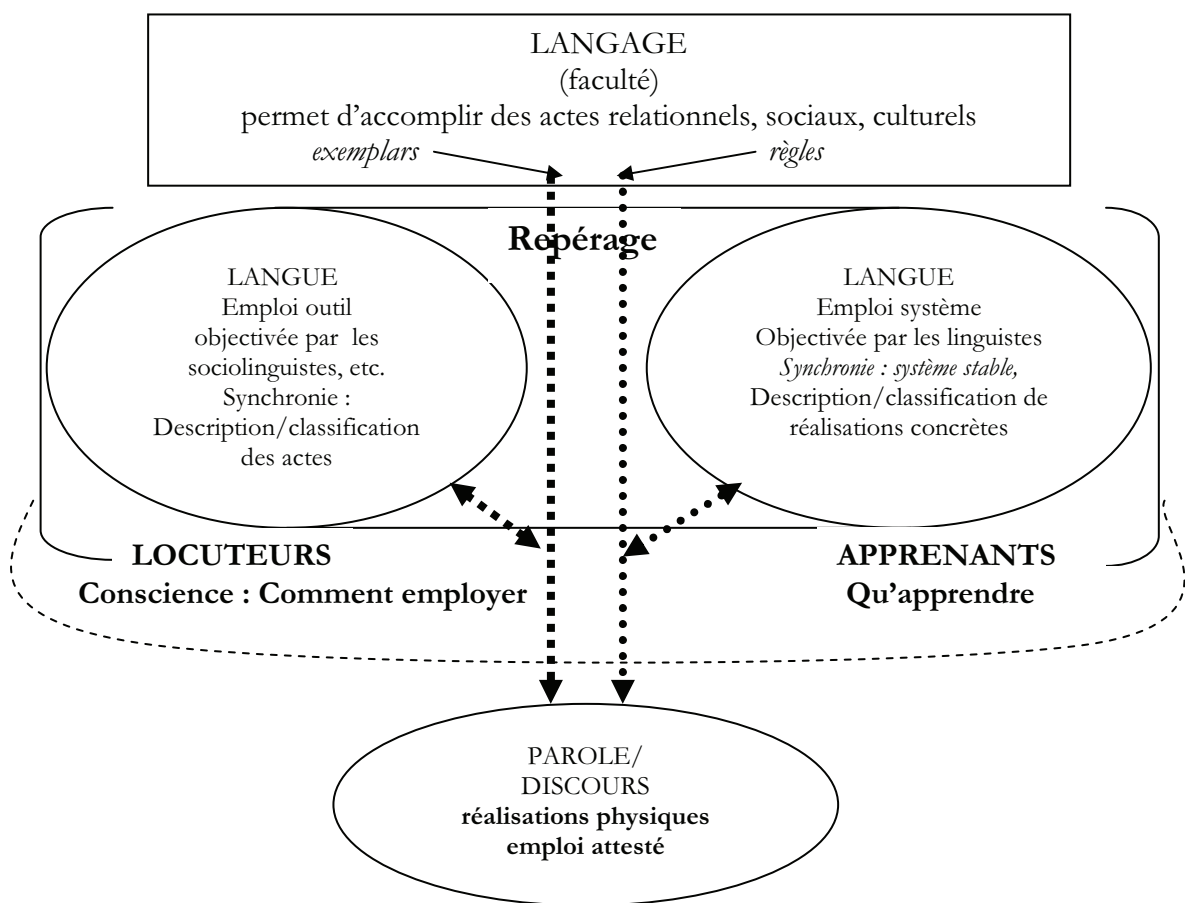 LANGAGE
(faculté)
permet d'accomplir des actes relationnels, sociaux, culturels
exemplars
règles
Repérage
LANGUE
Emploi outil
objectivée par les
sociolinguistes, etc.
Synchronie :
Description/classification
des actes
LANGUE
Emploi système
Objectivée par les linguistes
Synchronie : système stable,
Description/classification de
réalisations concrètes
LOCUTEURS
Conscience : Comment employer
APPRENANTS
Qu'apprendre
PAROLE/
DISCOURS
réalisations physiques
emploi attesté